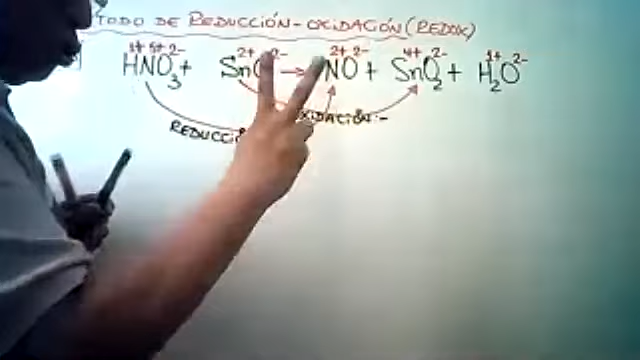 TODO DE REDUCCIÓN-OXIDACIÓN (REDOX)
1+ 5+ 2- 2+ 2- 2+ 2- 4+ 2- 1+ 2-
HNO3 + SnO → NO + SnO2 + H2O
OXIDACIÓN:-